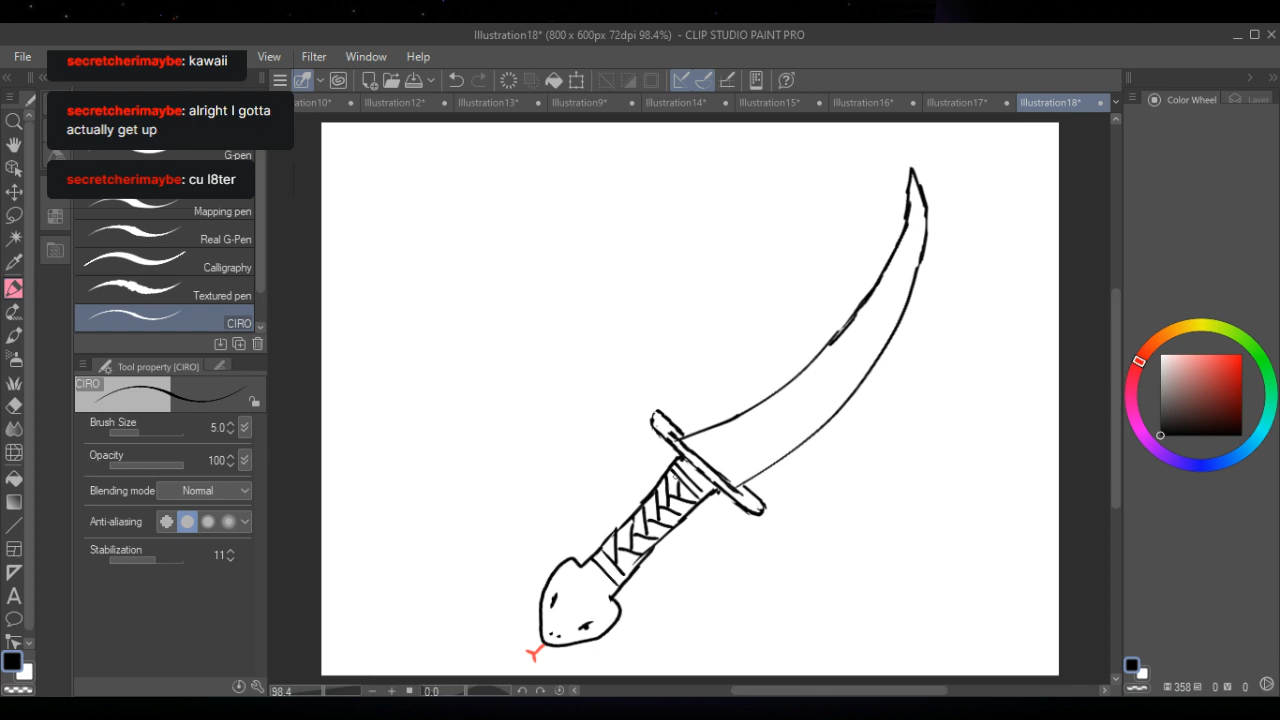 Illustration18* (800 x 600px 72dpi 98.4%) - CLIP STUDIO PAINT PRO
File
View
Filter
Window
Help
secretcherimaybe: kawaii
secretcherimaybe: alright I gotta
actually get up
secretcherimaybe: cu l8ter
Illustration12*
Illustration13*
Illustration9*
Illustration14*
Illustration15*
Illustration16*
Illustration17*
Illustration18*
Color Wheel
Layer
G-pen
Mapping pen
Real G-Pen
Calligraphy
Textured pen
CIRO
Tool property [CIRO]
CIRO
Brush Size
5.0
Opacity
100
Blending mode
Normal
Anti-aliasing
Stabilization
11
98.4
0.0
358
0
0